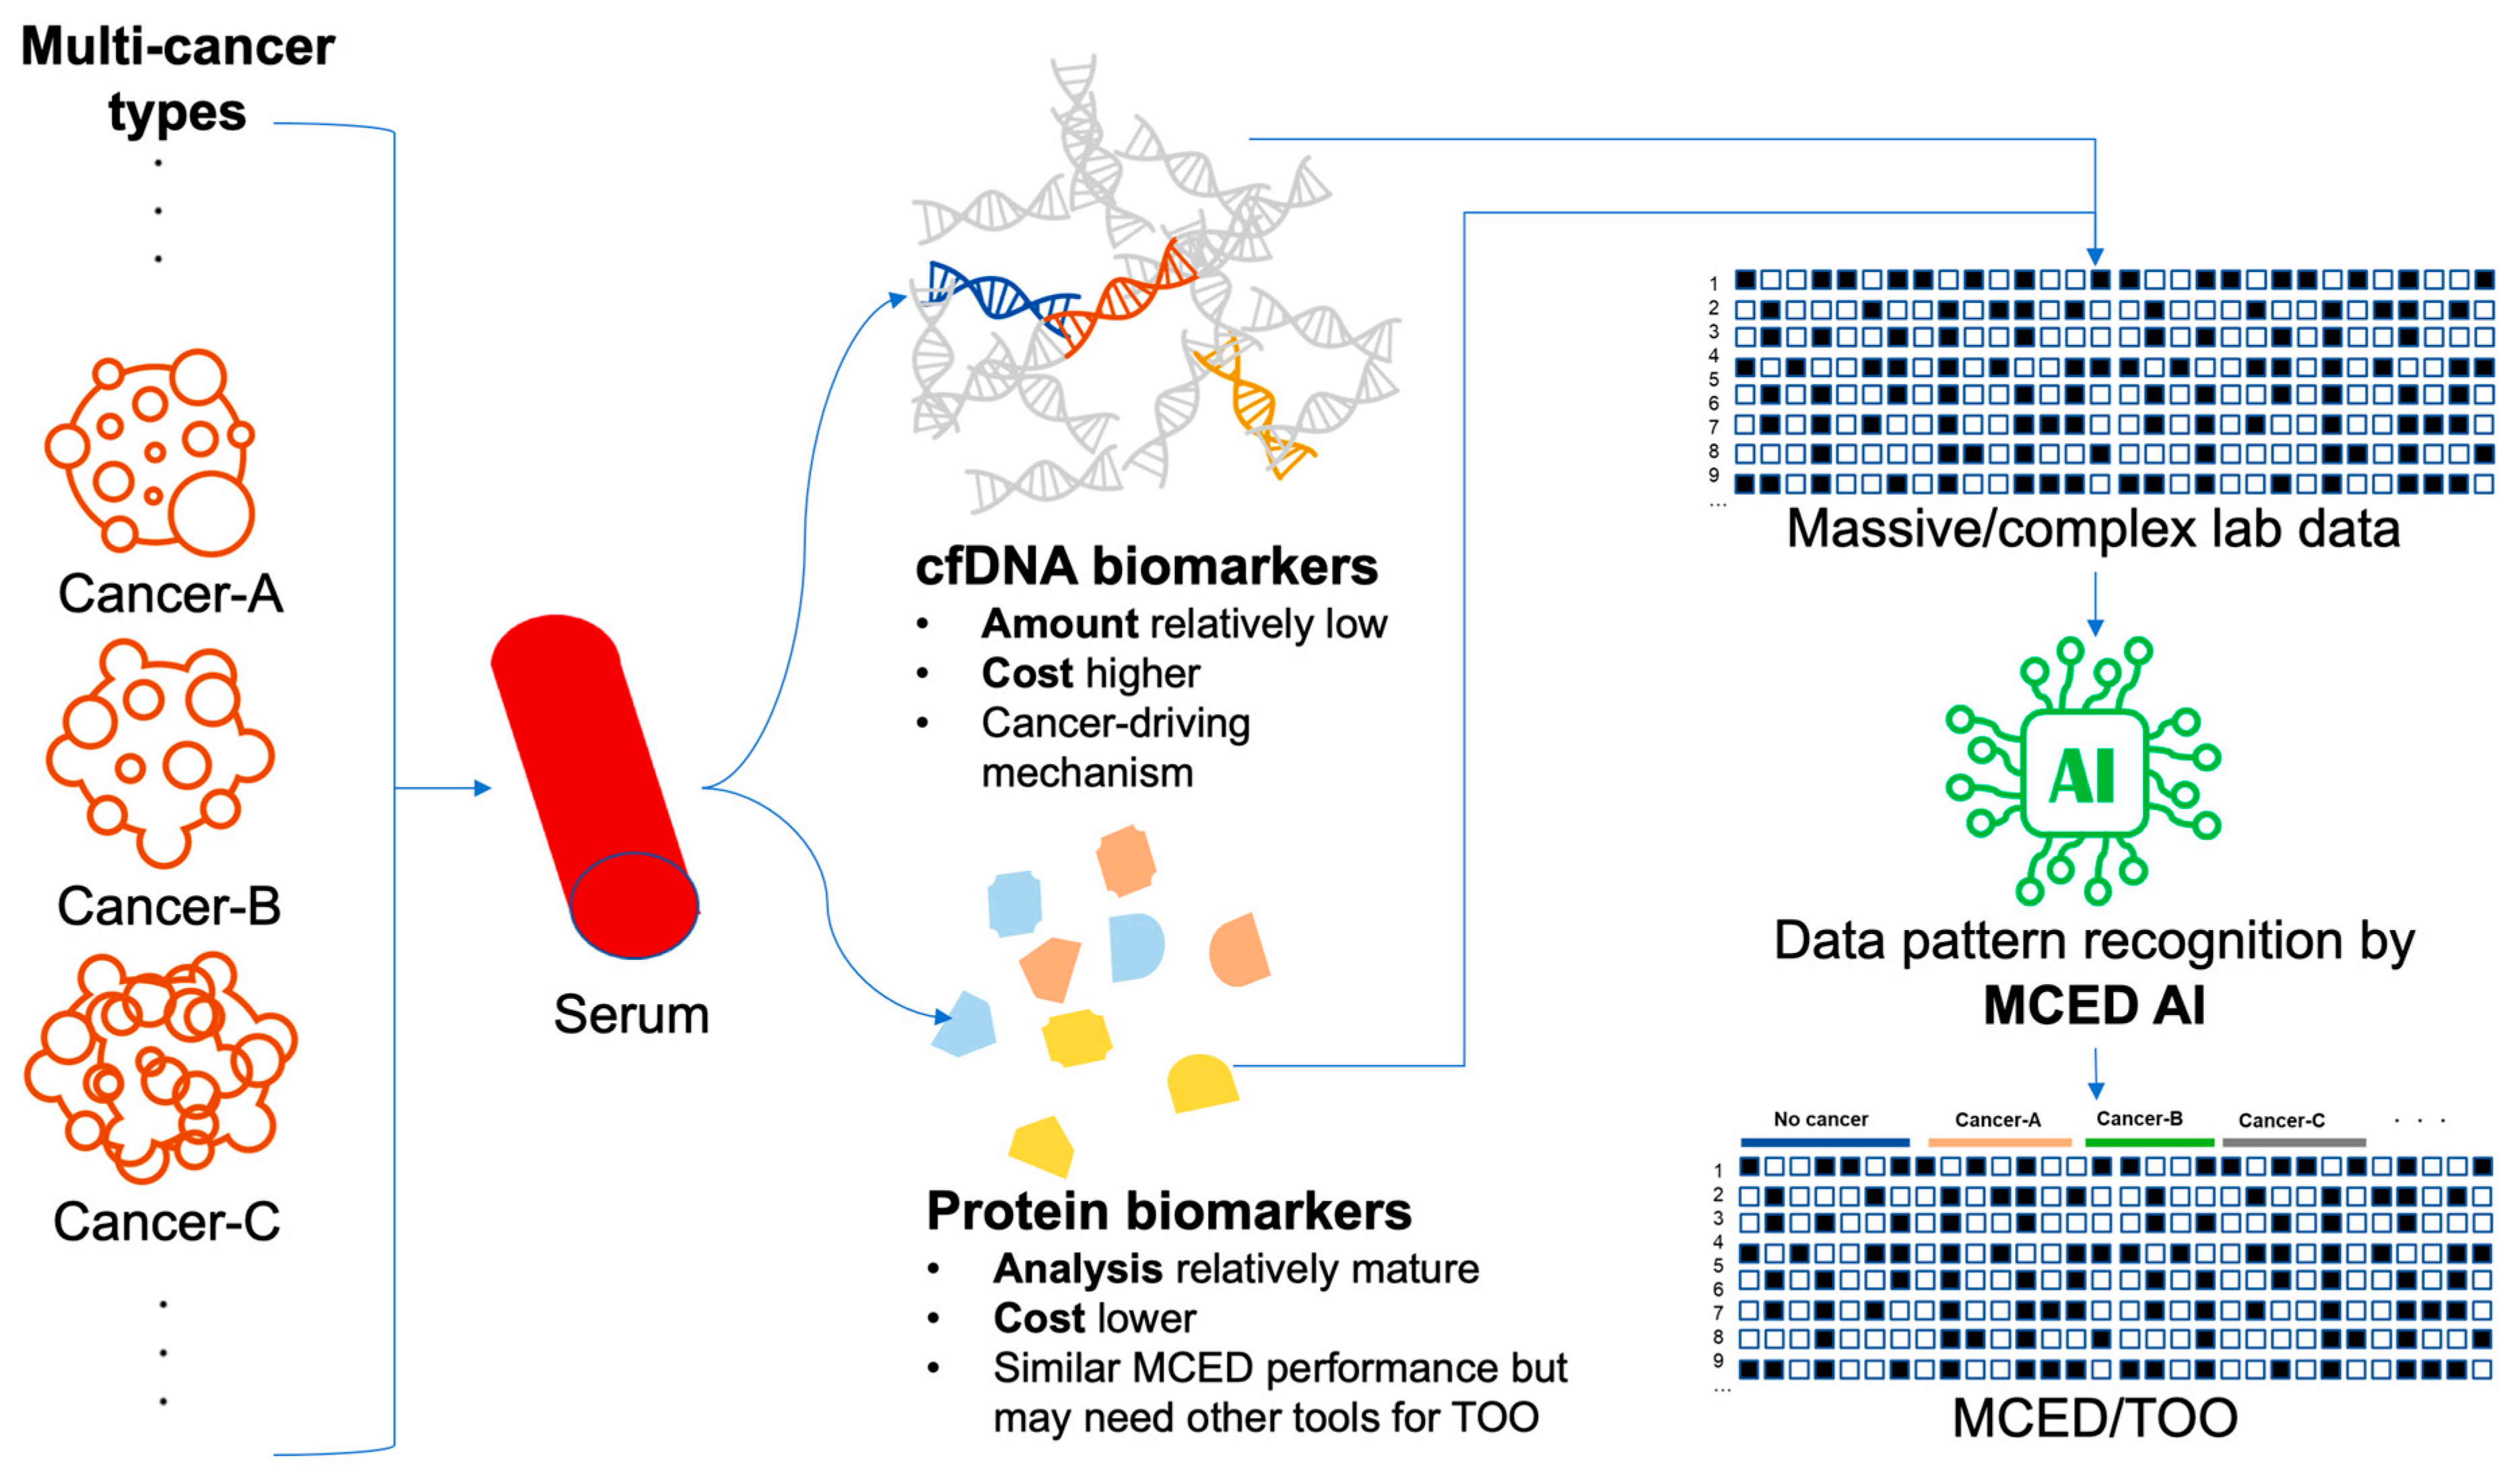 Multi-cancer
types
Cancer-A
Cancer-B
Cancer-C
Serum
cfDNA biomarkers
• Amount relatively low
• Cost higher
• Cancer-driving
mechanism
Protein biomarkers
• Analysis relatively mature
• Cost lower
• Similar MCED performance but
may need other tools for TOO
1
2
3
4
5
6
7
8
9
...
Massive/complex lab data
AI
Data pattern recognition by
MCED AI
No cancer Cancer-A Cancer-B Cancer-C . . .
1
2
3
4
5
6
7
8
9
...
MCED/TOO